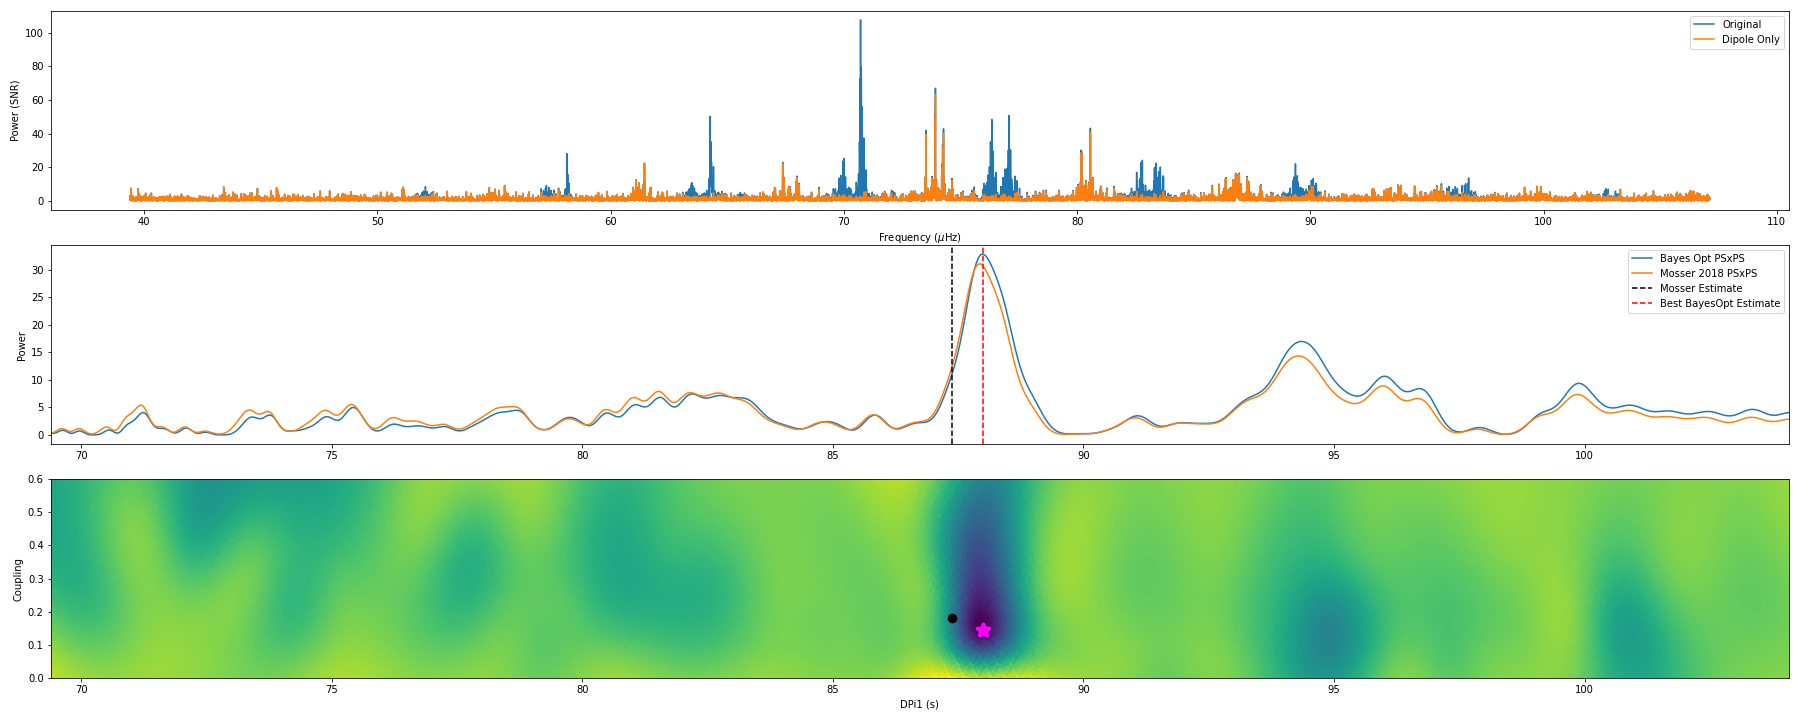 Original
Dipole Only
Power (SNR)
100
80
60
40
20
0
40 50 60 70 80 90 100 110
Frequency (μHz)
Bayes Opt PSxPS
Mosser 2018 PSxPS
Mosser Estimate
Best BayesOpt Estimate
Power
30
25
20
15
10
5
0
70 75 80 85 90 95 100
Coupling
0.6
0.5
0.4
0.3
0.2
0.1
0.0
70 75 80 85 90 95 100
DPi1 (s)